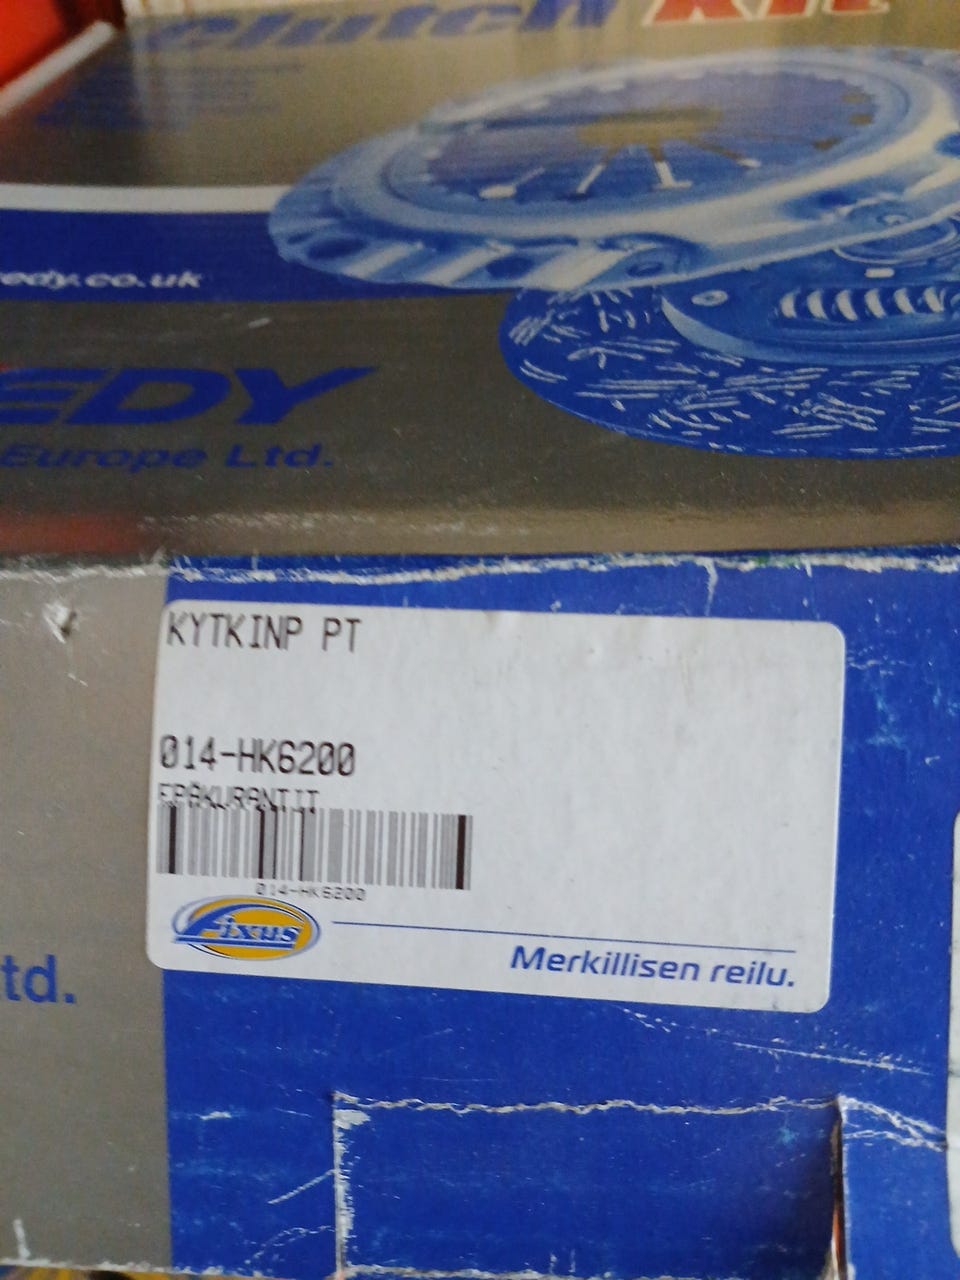 Clutch Kit
edy.co.uk
EDY
Europe Ltd.
KYTKINP PT
014-HK6200
EPÄKURANTIT
014-HK6200
Fixus
Merkillisen reilu.
td.